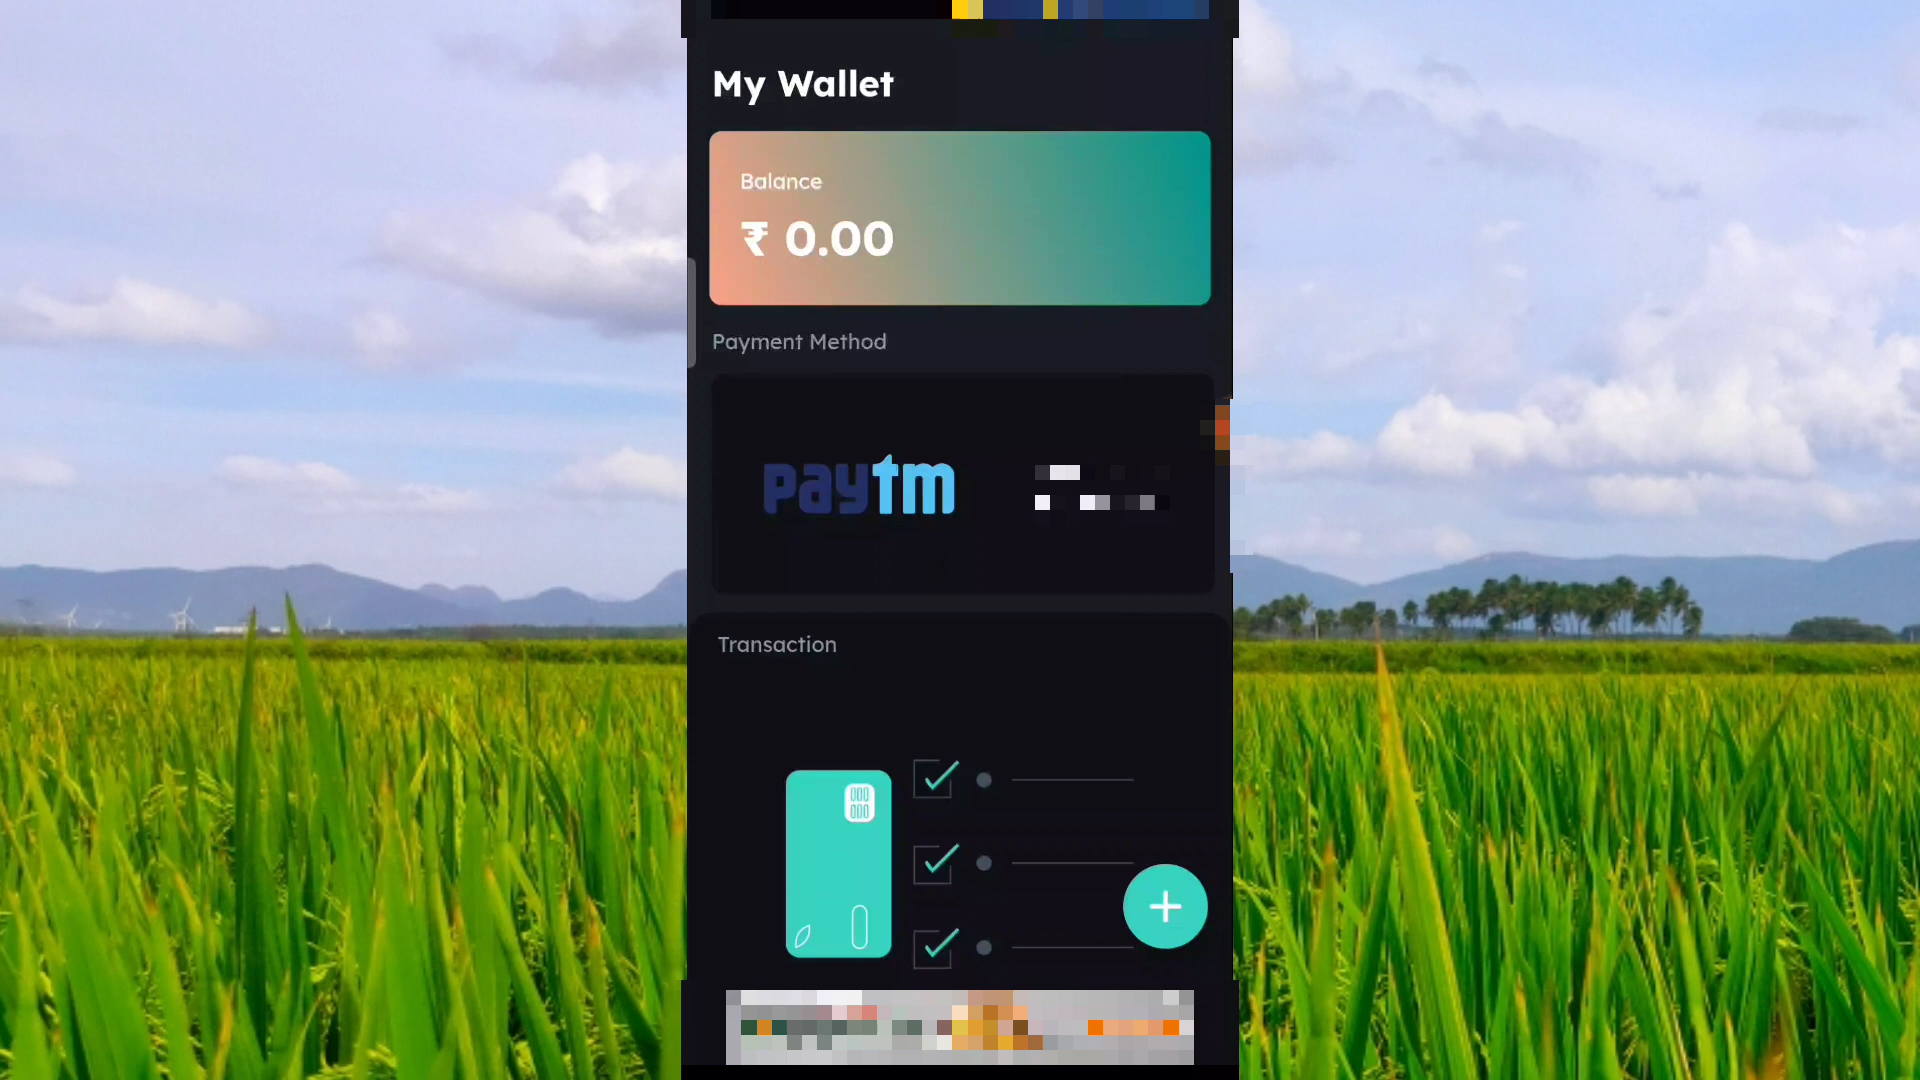 My Wallet
Balance
₹ 0.00
Payment Method
paytm
Transaction